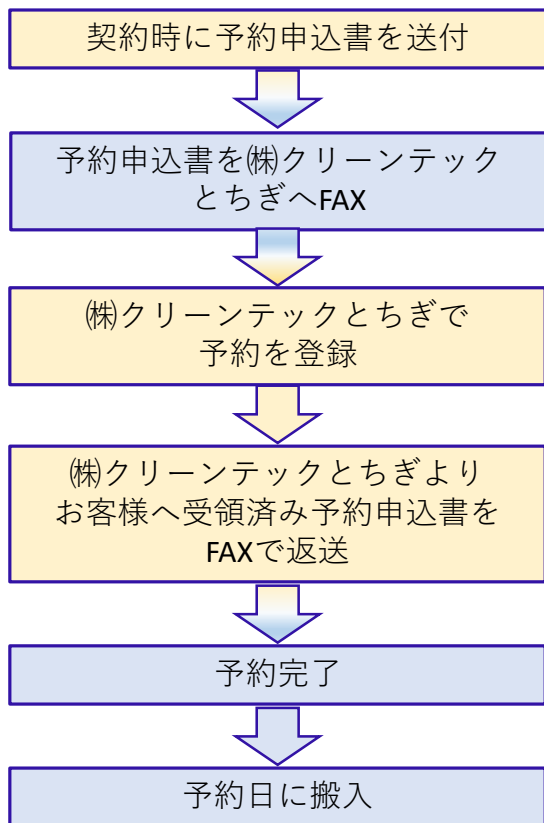 契約時に予約申込書を送付
予約申込書を㈱クリーンテック
とちぎへFAX
㈱クリーンテックとちぎで
予約を登録
㈱クリーンテックとちぎより
お客様へ受領済み予約申込書を
FAXで返送
予約完了
予約日に搬入